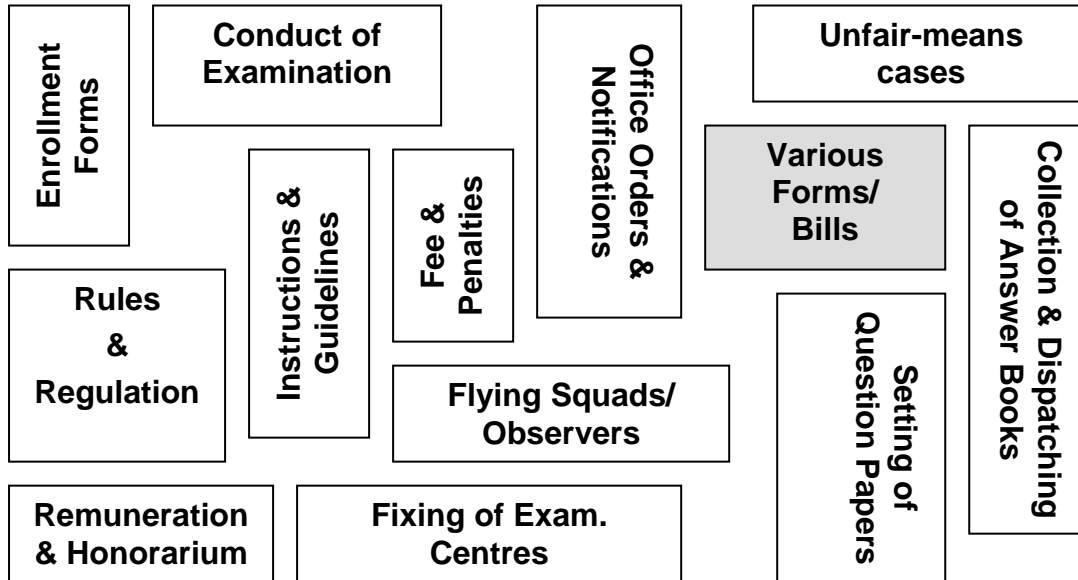 Enrollment
Forms
Conduct of
Examination
Office Orders &
Notifications
Unfair-means
cases
Instructions &
Guidelines
Fee &
Penalties
Various
Forms/
Bills
Collection & Dispatching
of Answer Books
Rules
&
Regulation
Flying Squads/
Observers
Setting of
Question Papers
Remuneration
& Honorarium
Fixing of Exam.
Centres